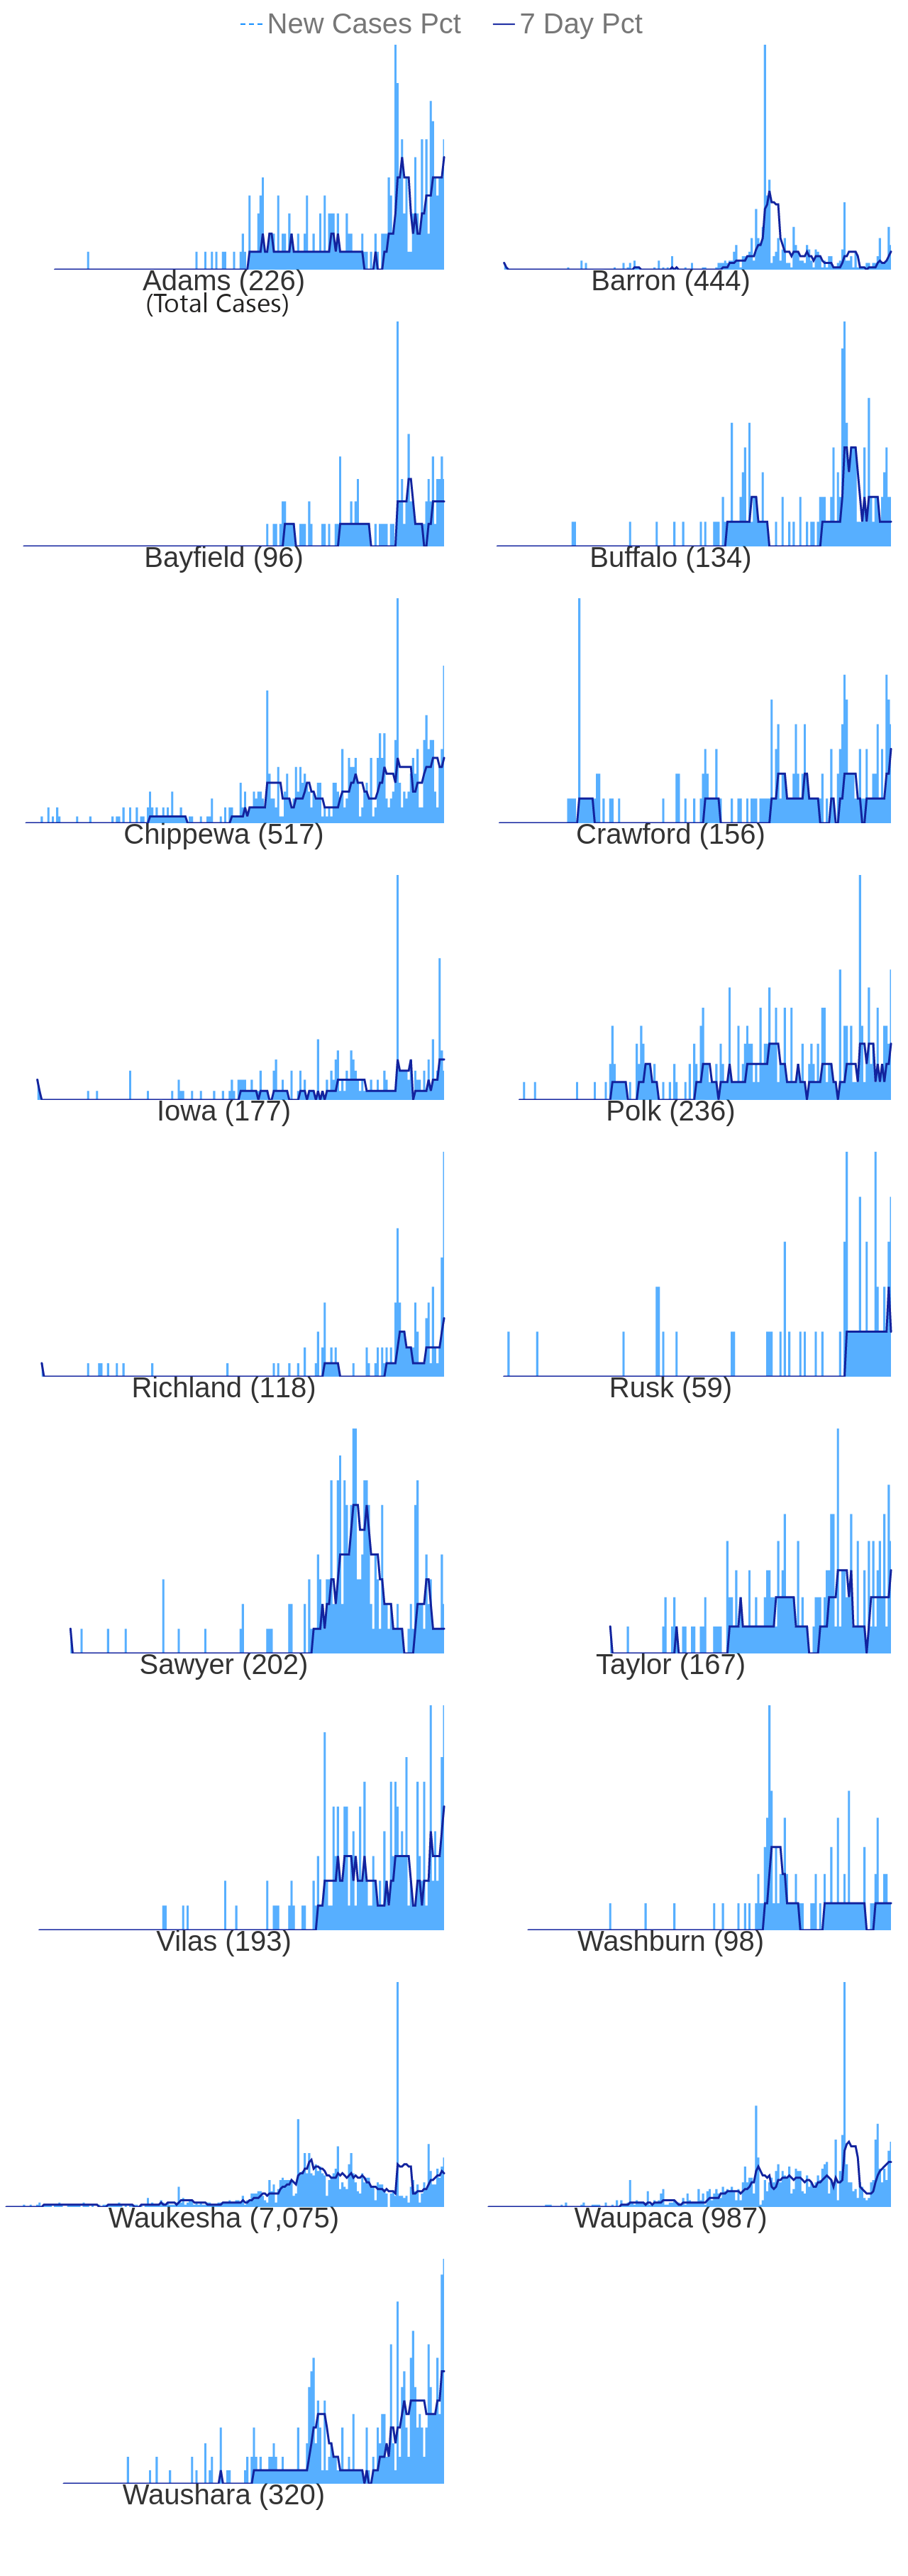 New Cases Pct 7 Day Pct
Adams (226) Barron (444)
(Total Cases)
Bayfield (96) Buffalo (134)
Chippewa (517) Crawford (156)
Iowa (177) Polk (236)
Richland (118) Rusk (59)
Sawyer (202) Taylor (167)
Vilas (193) Washburn (98)
Waukesha (7,075) Waupaca (987)
Waushara (320)